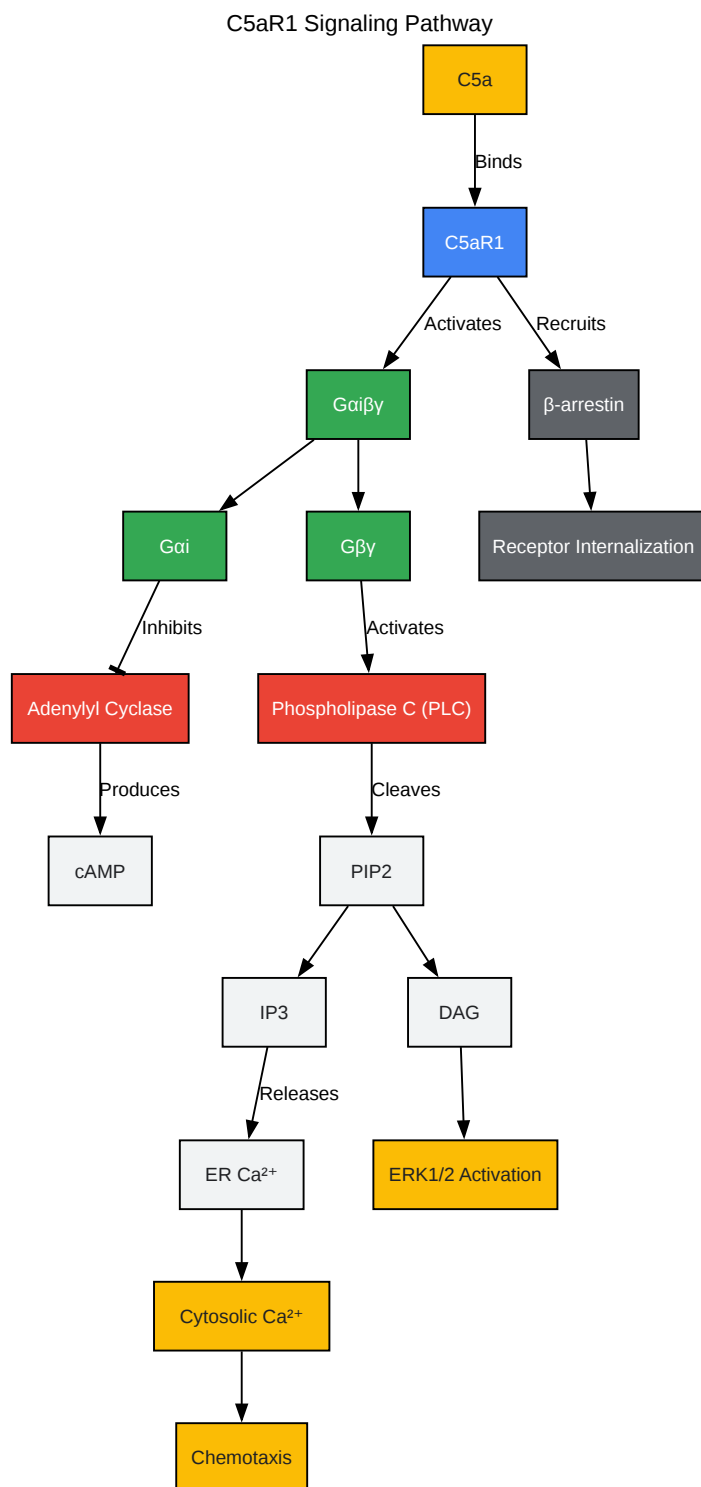 C5aR1 Signaling Pathway
C5a
Binds
C5aR1
Activates
Recruits
Gαiβγ
β-arrestin
Gαi
Gβγ
Receptor Internalization
Inhibits
Activates
Adenylyl Cyclase
Phospholipase C (PLC)
Produces
Cleaves
cAMP
PIP2
IP3
DAG
Releases
ER Ca²⁺
ERK1/2 Activation
Cytosolic Ca²⁺
Chemotaxis